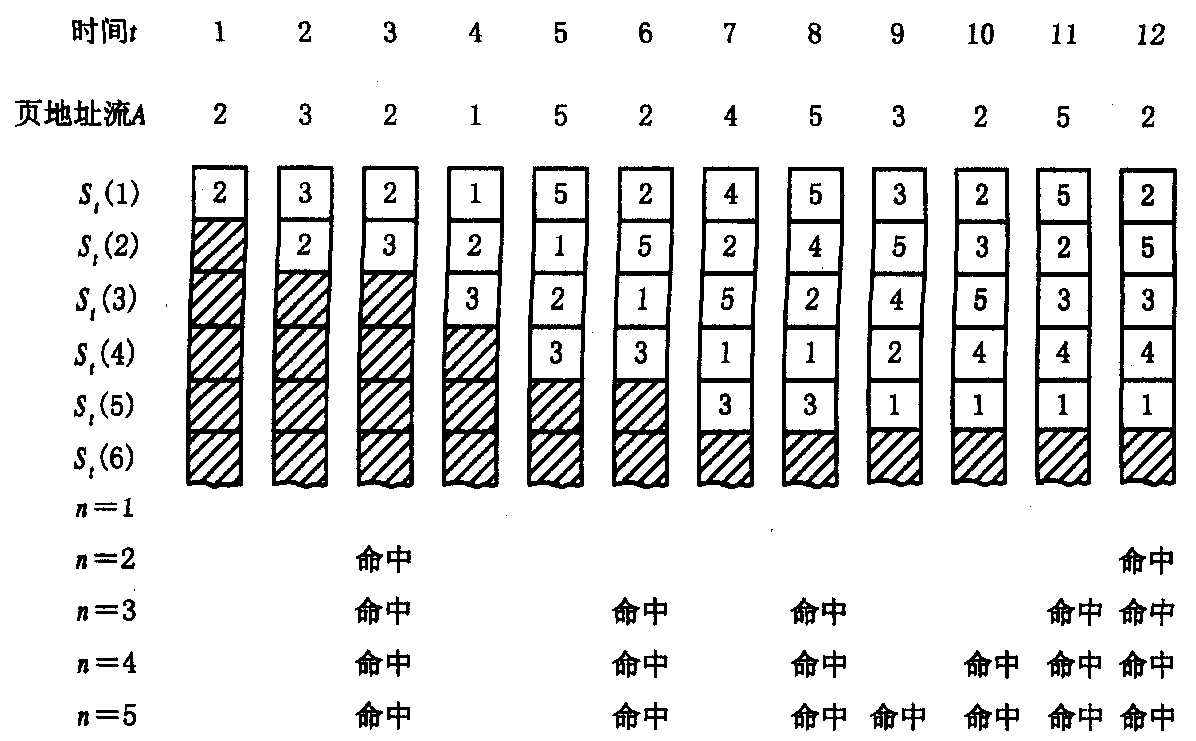 时间t 1 2 3 4 5 6 7 8 9 10 11 12
页地址流A 2 3 2 1 5 2 4 5 3 2 5 2
S_t(1) 2 3 2 1 5 2 4 5 3 2 5 2
S_t(2) 2 3 2 1 5 2 4 5 3 2 5
S_t(3) 3 2 1 5 2 4 5 3 3
S_t(4) 3 3 1 1 2 4 4 4
S_t(5) 3 3 1 1 1 1
S_t(6)
n=1
n=2 命中 命中
n=3 命中 命中 命中 命中 命中
n=4 命中 命中 命中 命中 命中 命中
n=5 命中 命中 命中 命中 命中 命中 命中